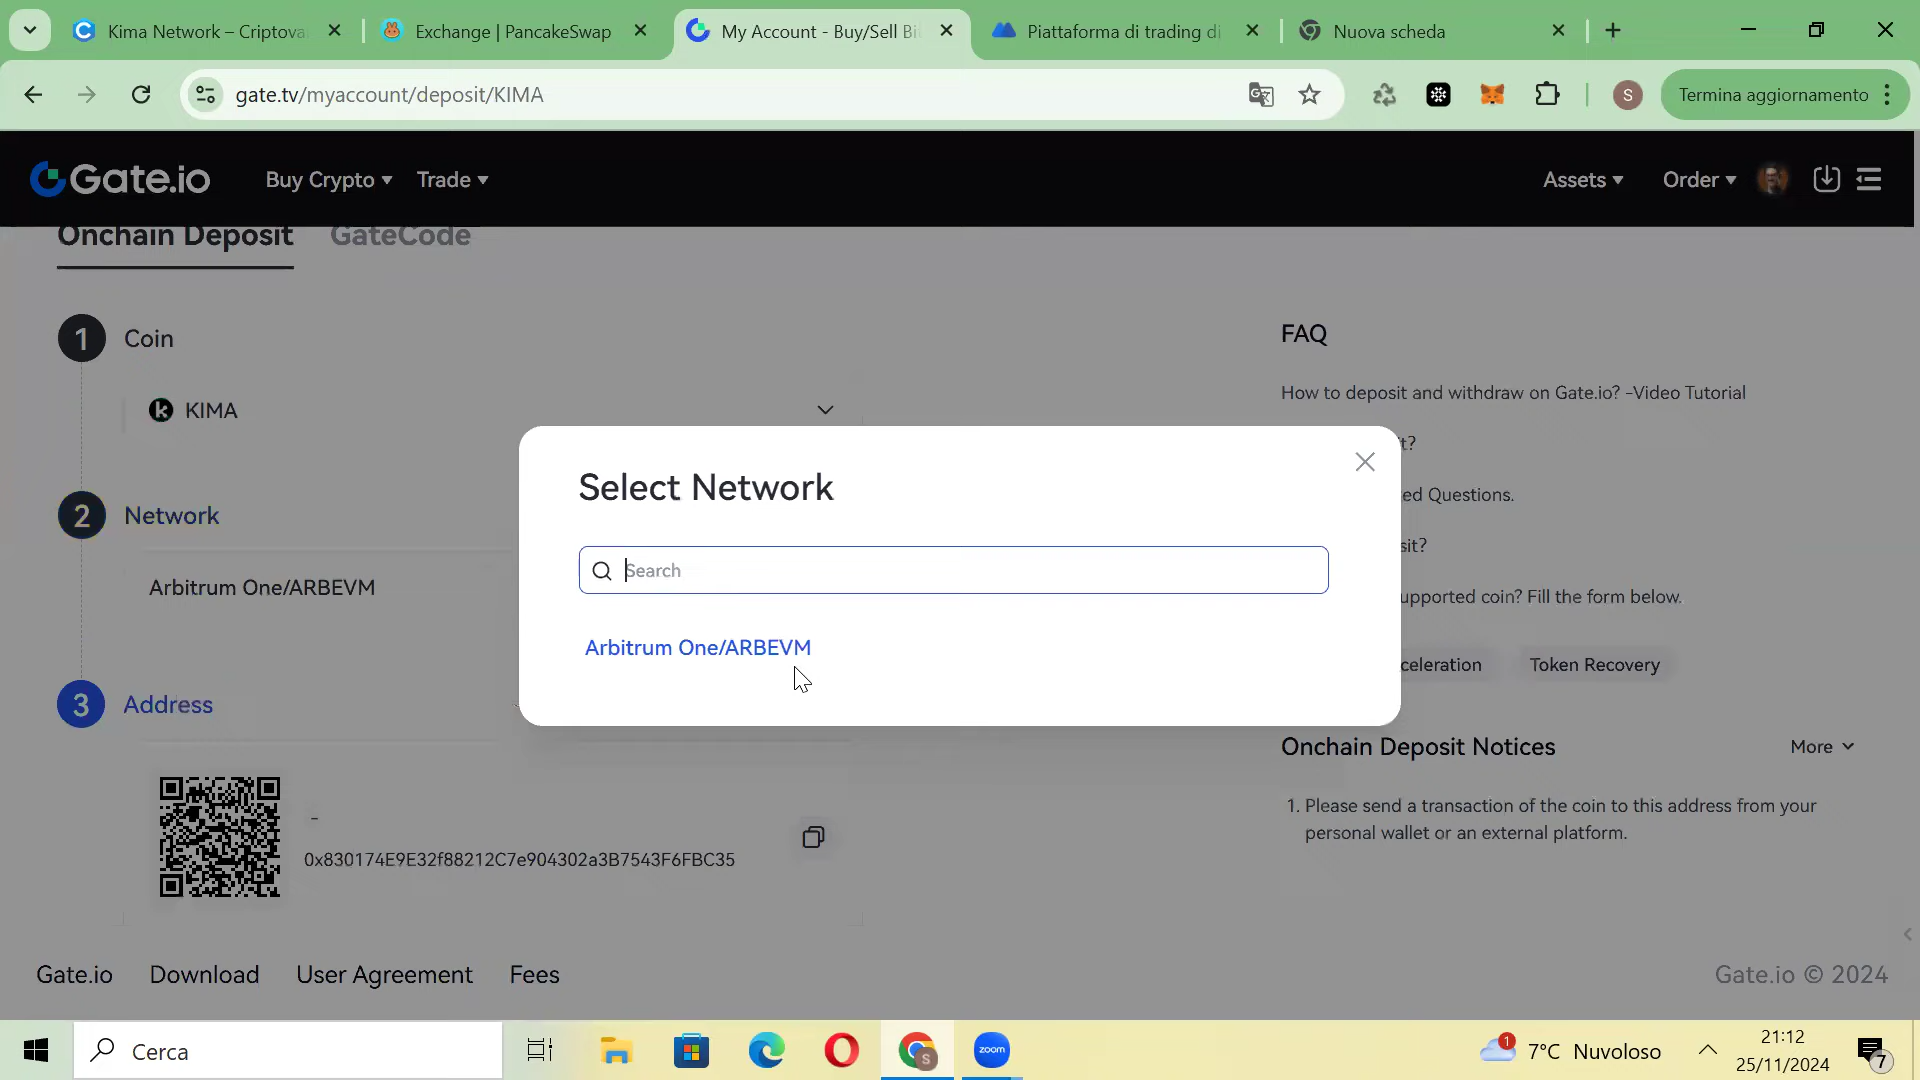 Kima Network – Criptova
Exchange | PancakeSwap
My Account - Buy/Sell Bi
Piattaforma di trading di
Nuova scheda
gate.tv/myaccount/deposit/KIMA
S
Termina aggiornamento
Gate.io
Buy Crypto
Trade
Assets
Order
Onchain Deposit
GateCode
1
Coin
KIMA
2
Network
Arbitrum One/ARBEVM
3
Address
-
0x830174E9E32f88212C7e904302a3B7543F6FBC35
Select Network
Search
Arbitrum One/ARBEVM
FAQ
How to deposit and withdraw on Gate.io? -Video Tutorial
t?
ed Questions.
sit?
upported coin? Fill the form below.
celeration
Token Recovery
Onchain Deposit Notices
More
1. Please send a transaction of the coin to this address from your
personal wallet or an external platform.
Gate.io
Download
User Agreement
Fees
Gate.io © 2024
Cerca
S
zoom
1
7°C Nuvoloso
21:12
25/11/2024
7